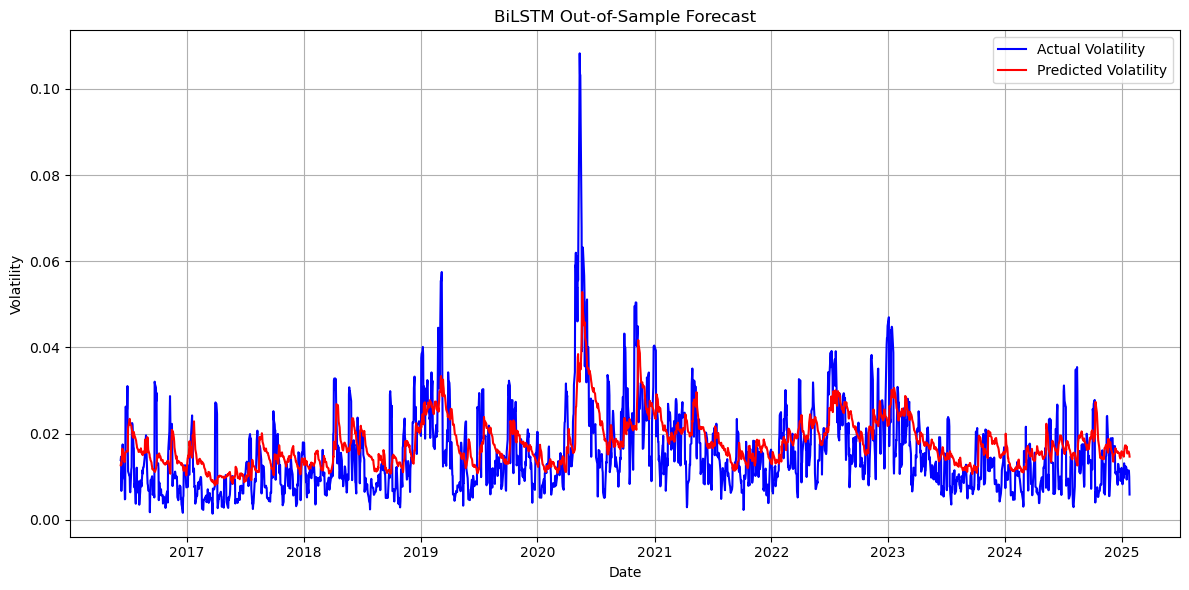 BiLSTM Out-of-Sample Forecast
Actual Volatility
Predicted Volatility
Volatility
0.10
0.08
0.06
0.04
0.02
0.00
2017 2018 2019 2020 2021 2022 2023 2024 2025
Date